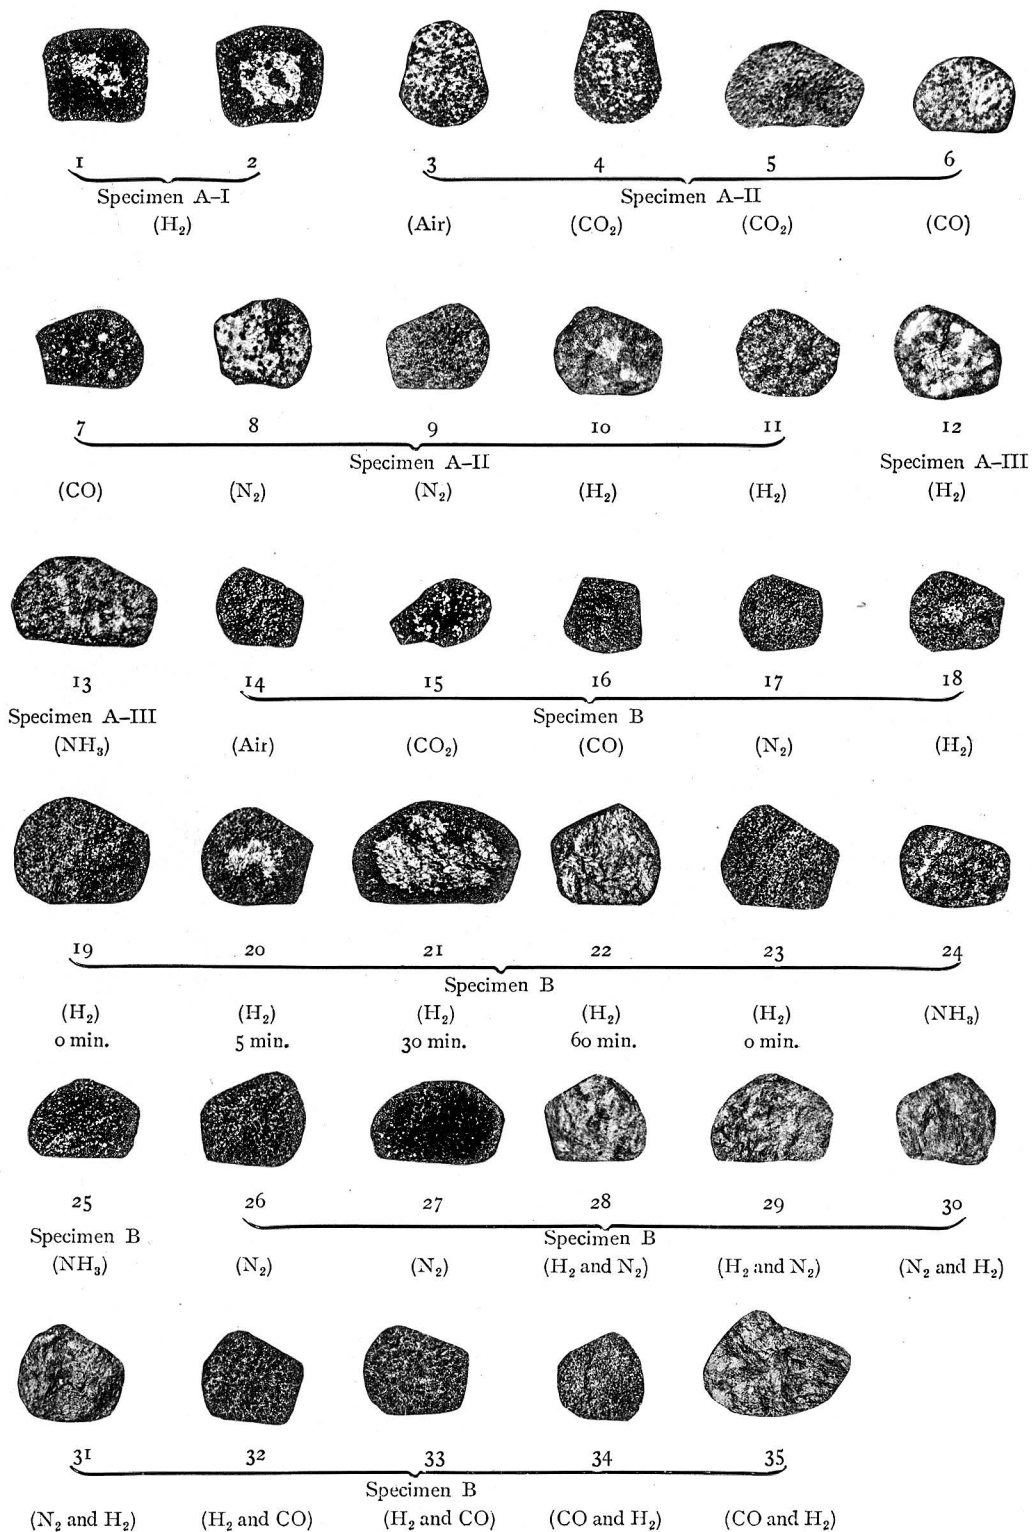 1 2 3 4 5 6
Specimen A–I Specimen A–II
(H₂) (Air) (CO₂) (CO₂) (CO)
7 8 9 10 11 12
Specimen A–II Specimen A–III
(CO) (N₂) (N₂) (H₂) (H₂) (H₂)
13 14 15 16 17 18
Specimen A–III Specimen B
(NH₃) (Air) (CO₂) (CO) (N₂) (H₂)
19 20 21 22 23 24
Specimen B
(H₂) (H₂) (H₂) (H₂) (H₂) (NH₃)
0 min. 5 min. 30 min. 60 min. 0 min.
25 26 27 28 29 30
Specimen B Specimen B
(NH₃) (N₂) (N₂) (H₂ and N₂) (H₂ and N₂) (N₂ and H₂)
31 32 33 34 35
Specimen B
(N₂ and H₂) (H₂ and CO) (H₂ and CO) (CO and H₂) (CO and H₂)